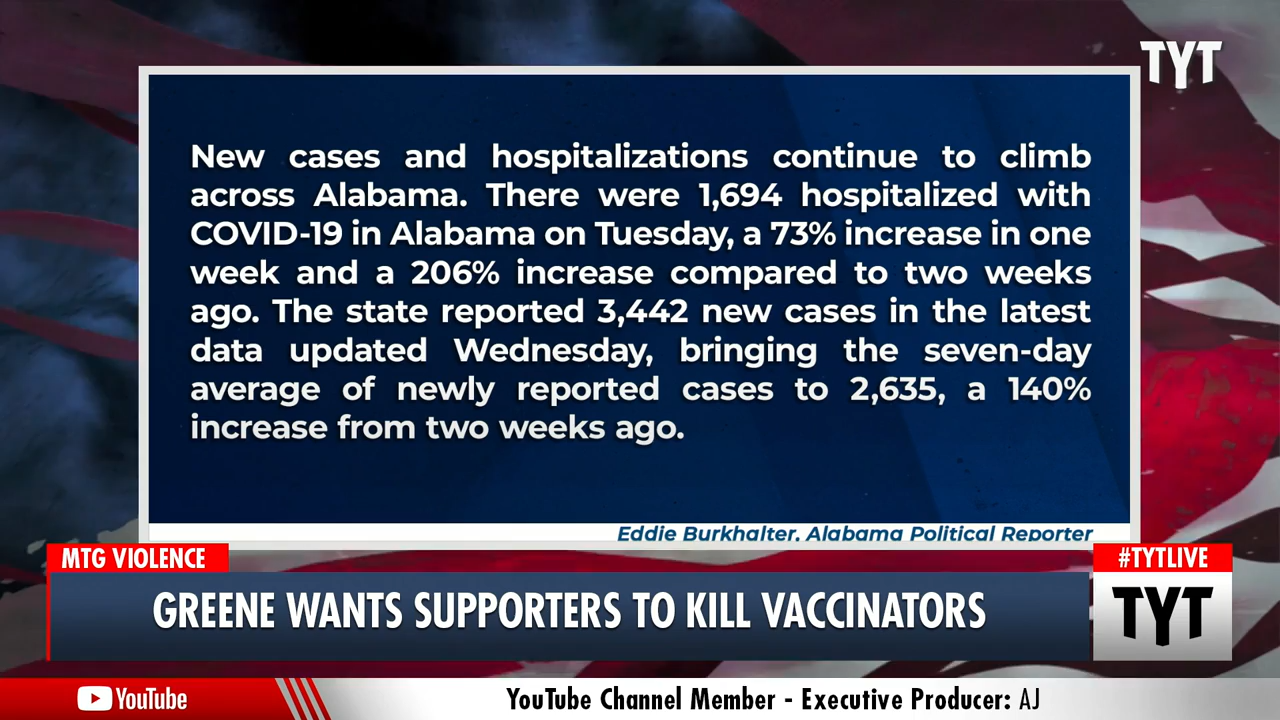 TYT
New cases and hospitalizations continue to climb
across Alabama. There were 1,694 hospitalized with
COVID-19 in Alabama on Tuesday, a 73% increase in one
week and a 206% increase compared to two weeks
ago. The state reported 3,442 new cases in the latest
data updated Wednesday, bringing the seven-day
average of newly reported cases to 2,635, a 140%
increase from two weeks ago.
Eddie Burkhalter, Alabama Political Reporter
MTG VIOLENCE
#TYTLIVE
GREENE WANTS SUPPORTERS TO KILL VACCINATORS
TYT
YouTube
YouTube Channel Member - Executive Producer: AJ